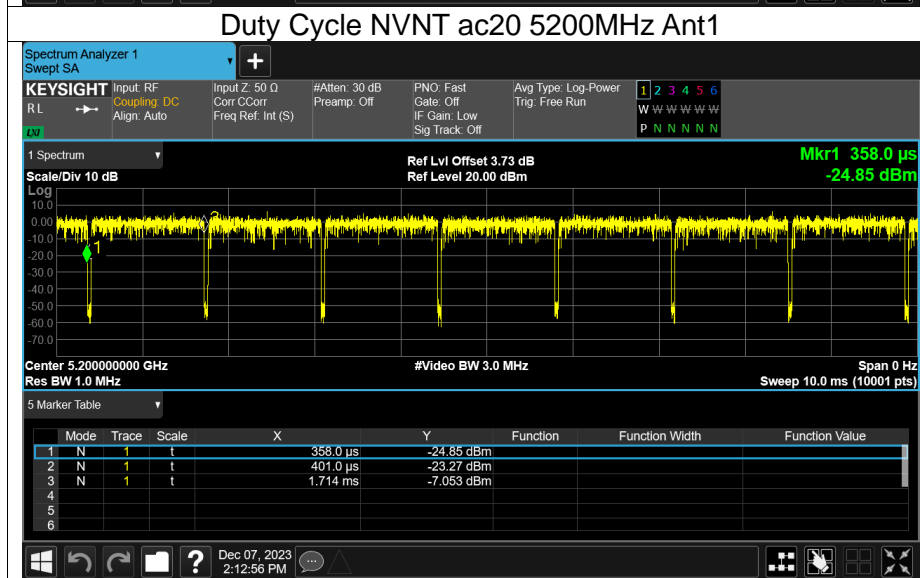 Duty Cycle NVNT ac20 5200MHz Ant1
Spectrum Analyzer 1
Swept SA
+
KEYSIGHT Input: RF Input Z: 50 Ω #Atten: 30 dB PNO: Fast Avg Type: Log-Power 1 2 3 4 5 6
RL Coupling: DC Corr CCorr Preamp: Off Gate: Off Trig: Free Run W W W W W W
Align: Auto Freq Ref: Int (S) IF Gain: Low
LXI Sig Track: Off P N N N N N
1 Spectrum Ref Lvl Offset 3.73 dB Mkr1 358.0 µs
Scale/Div 10 dB Ref Level 20.00 dBm -24.85 dBm
Log
10.0
0.00
-10.0
-20.0
-30.0
-40.0
-50.0
-60.0
-70.0
1
Center 5.200000000 GHz #Video BW 3.0 MHz Span 0 Hz
Res BW 1.0 MHz Sweep 10.0 ms (10001 pts)
5 Marker Table
Mode Trace Scale X Y Function Function Width Function Value
1 N 1 t 358.0 µs -24.85 dBm
2 N 1 t 401.0 µs -23.27 dBm
3 N 1 t 1.714 ms -7.053 dBm
4
5
6
? Dec 07, 2023
2:12:56 PM